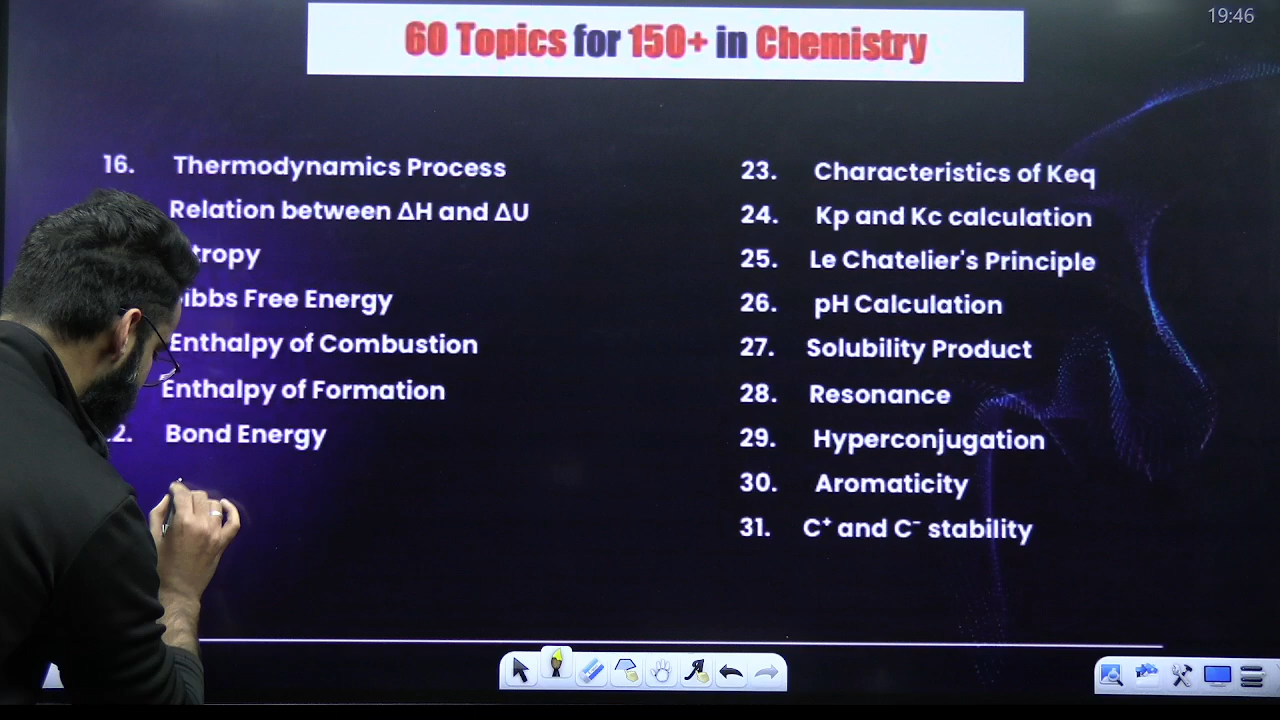 19:46
60 Topics for 150+ in Chemistry
16. Thermodynamics Process
Relation between ΔH and ΔU
tropy
ibbs Free Energy
Enthalpy of Combustion
Enthalpy of Formation
2. Bond Energy
23. Characteristics of Keq
24. Kp and Kc calculation
25. Le Chatelier's Principle
26. pH Calculation
27. Solubility Product
28. Resonance
29. Hyperconjugation
30. Aromaticity
31. C⁺ and C⁻ stability